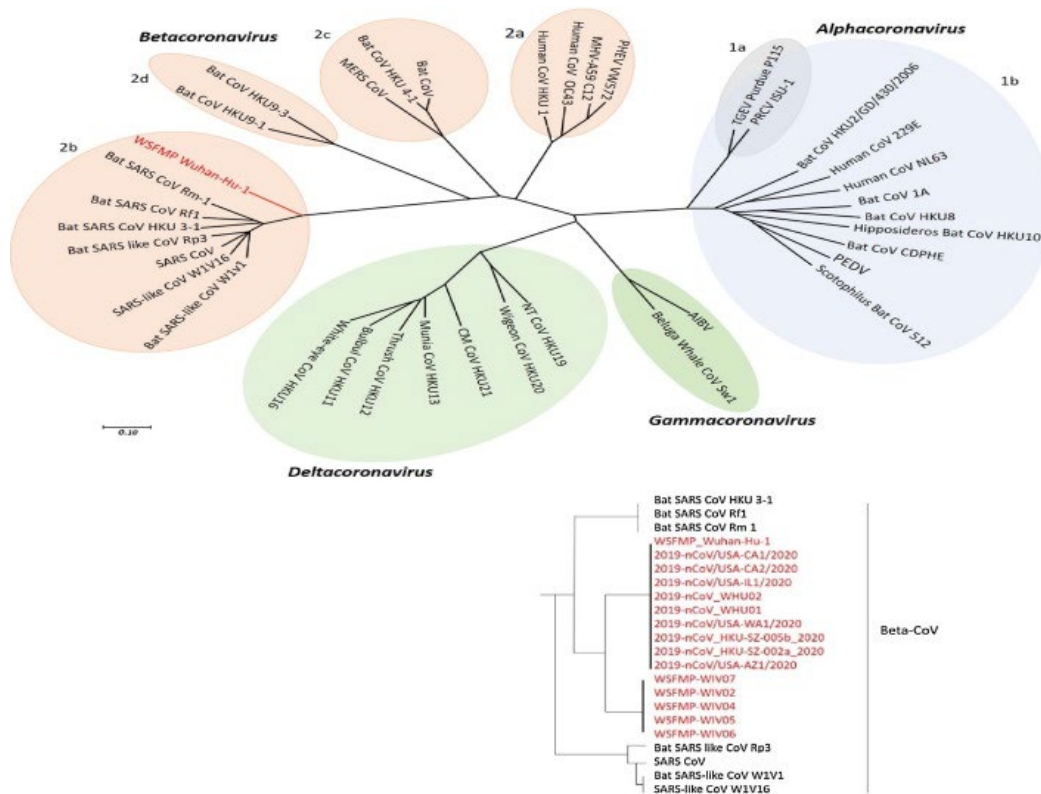 Betacoronavirus
2c
2a
Alphacoronavirus
2d
1a
1b
Bat CoV HKU9-3
Bat CoV HKU9-1
MERS CoV
Bat CoV HKU 4-1
Bat CoV
Human CoV HKU 1
Human CoV OC43
MHV-A59 C12
PHEV VW572
TGEV Purdue P115
PRCV ISU-1
Bat CoV HKU2/GD/430/2006
Human CoV 229E
Human CoV NL63
Bat CoV 1A
Bat CoV HKU8
Hipposideros Bat CoV HKU10
Bat CoV CDPHE
PEDV
Scotophilus Bat CoV 512
2b
WSFMP Wuhan-Hu-1
Bat SARS CoV Rm-1
Bat SARS CoV Rf1
Bat SARS CoV HKU 3-1
Bat SARS like CoV Rp3
SARS CoV
SARS-like CoV W1V16
Bat SARS-like CoV W1V1
White-eye CoV HKU16
Bulbul CoV HKU11
Thrush CoV HKU12
Munia CoV HKU13
CM CoV HKU21
Wigeon CoV HKU20
NT CoV HKU19
AIBV
Beluga Whale CoV Sw1
Gammacoronavirus
0.10
Deltacoronavirus
Bat SARS CoV HKU 3-1
Bat SARS CoV Rf1
Bat SARS CoV Rm 1
WSFMP_Wuhan-Hu-1
2019-nCoV/USA-CA1/2020
2019-nCoV/USA-CA2/2020
2019-nCoV/USA-IL1/2020
2019-nCoV_WHU02
2019-nCoV_WHU01
2019-nCoV/USA-WA1/2020
2019-nCoV_HKU-SZ-005b_2020
2019-nCoV_HKU-SZ-002a_2020
2019-nCoV/USA-AZ1/2020
WSFMP-WIV07
WSFMP-WIV02
WSFMP-WIV04
WSFMP-WIV05
WSFMP-WIV06
Bat SARS like CoV Rp3
SARS CoV
Bat SARS-like CoV W1V1
SARS-like CoV W1V16
Beta-CoV